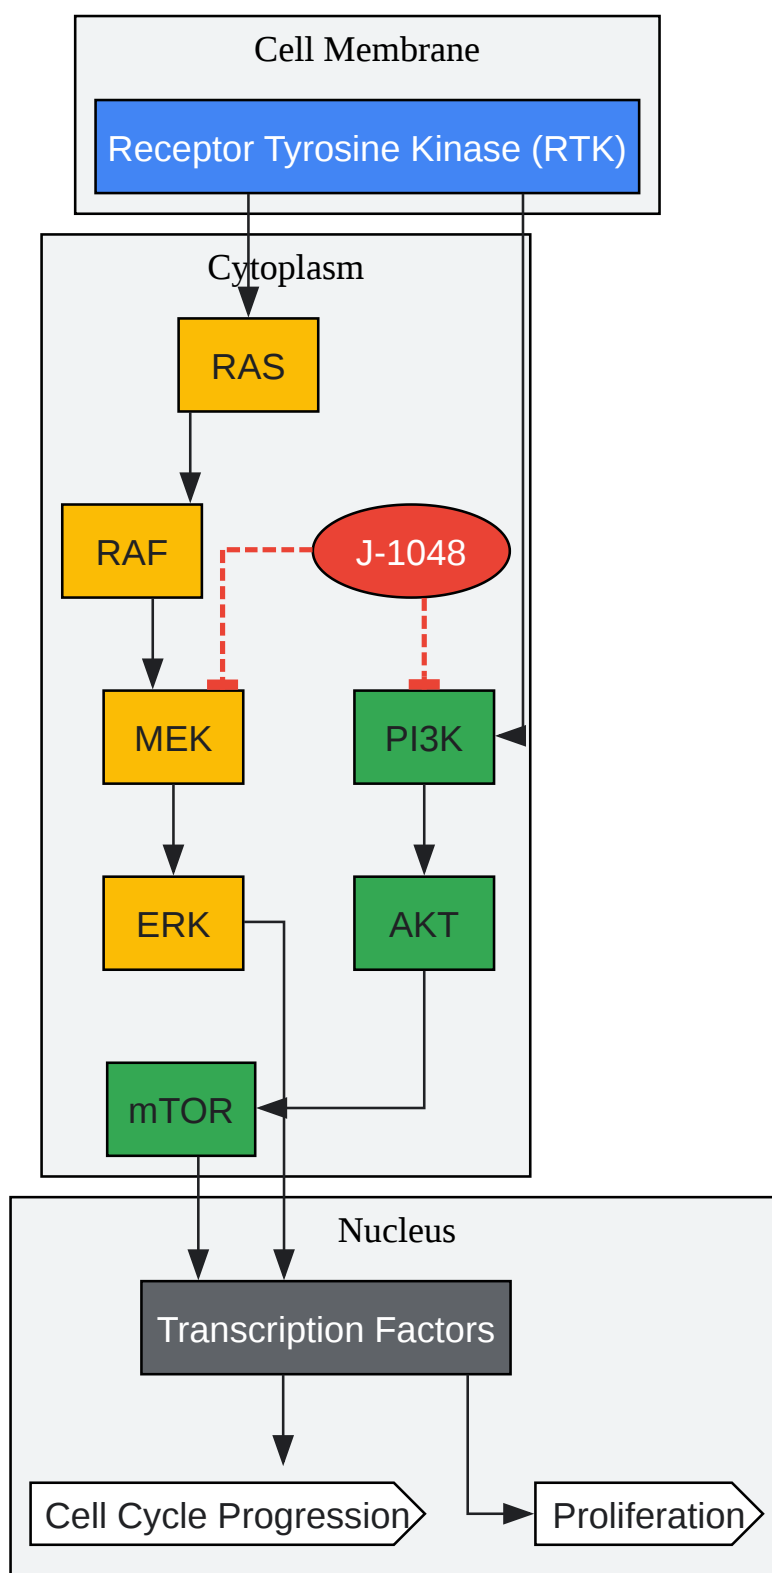 Cell Membrane
Receptor Tyrosine Kinase (RTK)
Cytoplasm
RAS
RAF
J-1048
MEK
PI3K
ERK
AKT
mTOR
Nucleus
Transcription Factors
Cell Cycle Progression
Proliferation